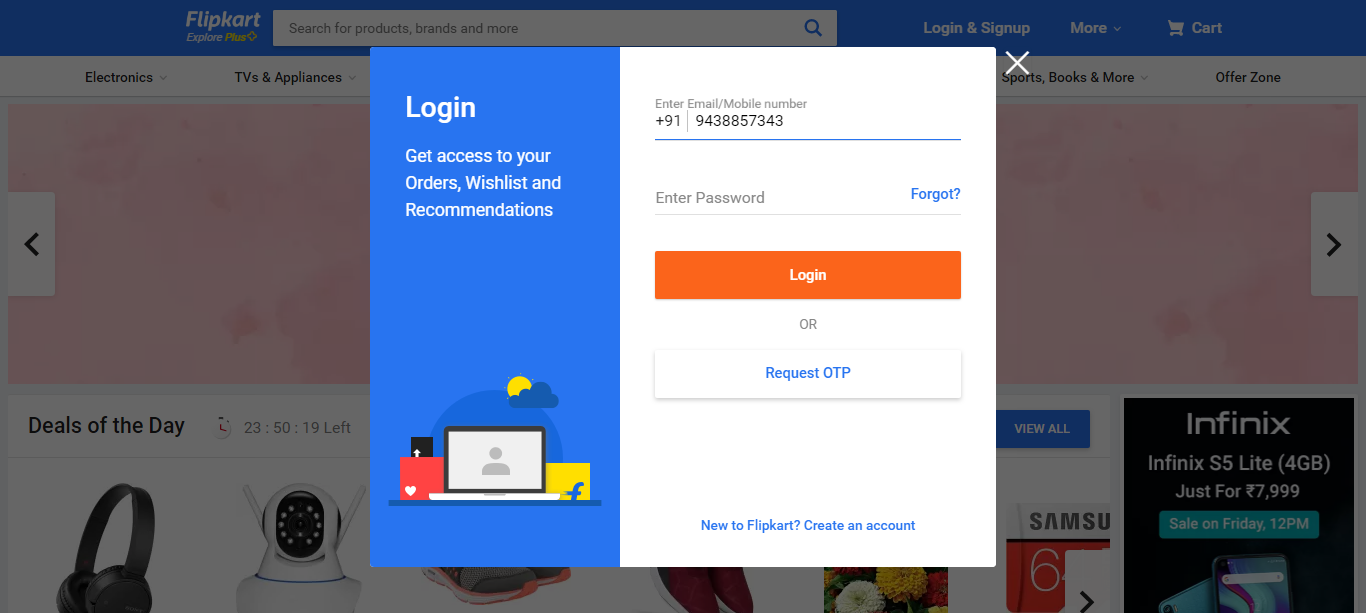 Flipkart
Explore Plus
Search for products, brands and more
Login & Signup
More
Cart
Electronics
TVs & Appliances
Sports, Books & More
Offer Zone
Login
Get access to your
Orders, Wishlist and
Recommendations
Enter Email/Mobile number
+91 9438857343
Enter Password
Forgot?
Login
OR
Request OTP
New to Flipkart? Create an account
Deals of the Day
23 : 50 : 19 Left
VIEW ALL
SAMSU
Infinix
Infinix S5 Lite (4GB)
Just For ₹7,999
Sale on Friday, 12PM